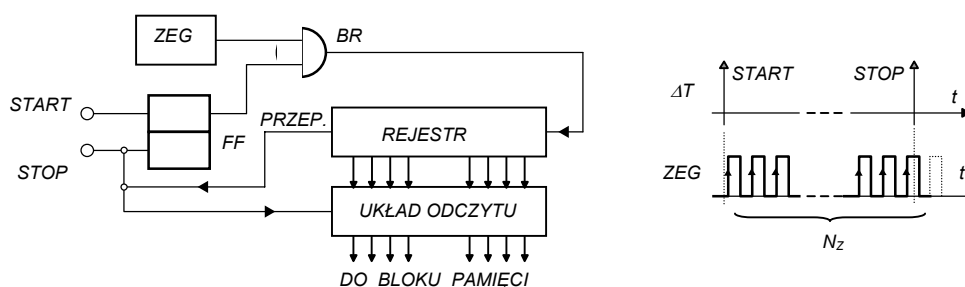 ZEG
BR
START
STOP
FF
PRZEP.
REJESTR
UKŁAD ODCZYTU
DO BLOKU PAMIECI
ΔT
START
STOP
t
ZEG
t
NZ